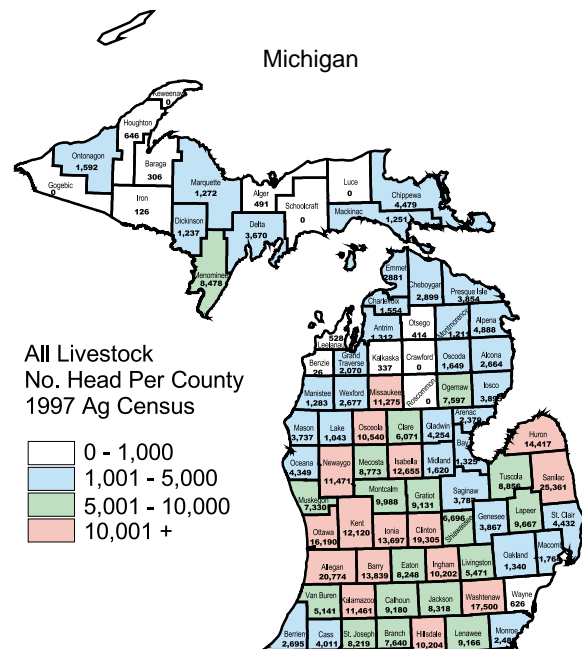 Michigan
Keweenaw
0
Houghton
646
Ontonagon
1,592
Baraga
306
Gogebic
0
Marquette
1,272
Iron
126
Alger
491
Luce
0
Chippewa
4,479
Schoolcraft
0
Mackinac
1,251
Dickinson
1,237
Delta
3,670
Menominee
8,478
Emmet
2881
Cheboygan
2,899
Presque Isle
3,854
Charlevoix
1,554
Antrim
1,312
Otsego
414
Montmorency
1,211
Alpena
4,888
528
Leelanau
Benzie
26
Grand
Traverse
2,070
Kalkaska
337
Crawford
0
Oscoda
1,649
Alcona
2,664
Manistee
1,283
Wexford
2,677
Missaukee
11,275
Roscommon
0
Ogemaw
7,597
Iosco
3,895
Arenac
2,379
Mason
3,737
Lake
1,043
Osceola
10,540
Clare
6,071
Gladwin
4,254
Bay
1,325
Huron
14,417
Oceana
4,349
Newaygo
11,471
Mecosta
8,773
Isabella
12,655
Midland
1,620
Tuscola
8,856
Sanilac
25,361
Muskegon
7,330
Montcalm
9,988
Gratiot
9,131
Saginaw
Genesee
3,867
Lapeer
9,667
St. Clair
4,432
Ottawa
16,190
Kent
12,120
Ionia
13,697
Clinton
19,305
6,696
Shiawassee
Allegan
20,774
Barry
13,839
Eaton
8,248
Ingham
10,202
Livingston
5,471
Oakland
1,340
Macomb
Van Buren
5,141
Kalamazoo
11,461
Calhoun
9,180
Jackson
8,318
Washtenaw
17,500
Wayne
626
Berrien
2,695
Cass
4,011
St. Joseph
8,219
Branch
7,640
Hillsdale
10,204
Lenawee
9,166
Monroe
All Livestock
No. Head Per County
1997 Ag Census
0 - 1,000
1,001 - 5,000
5,001 - 10,000
10,001 +